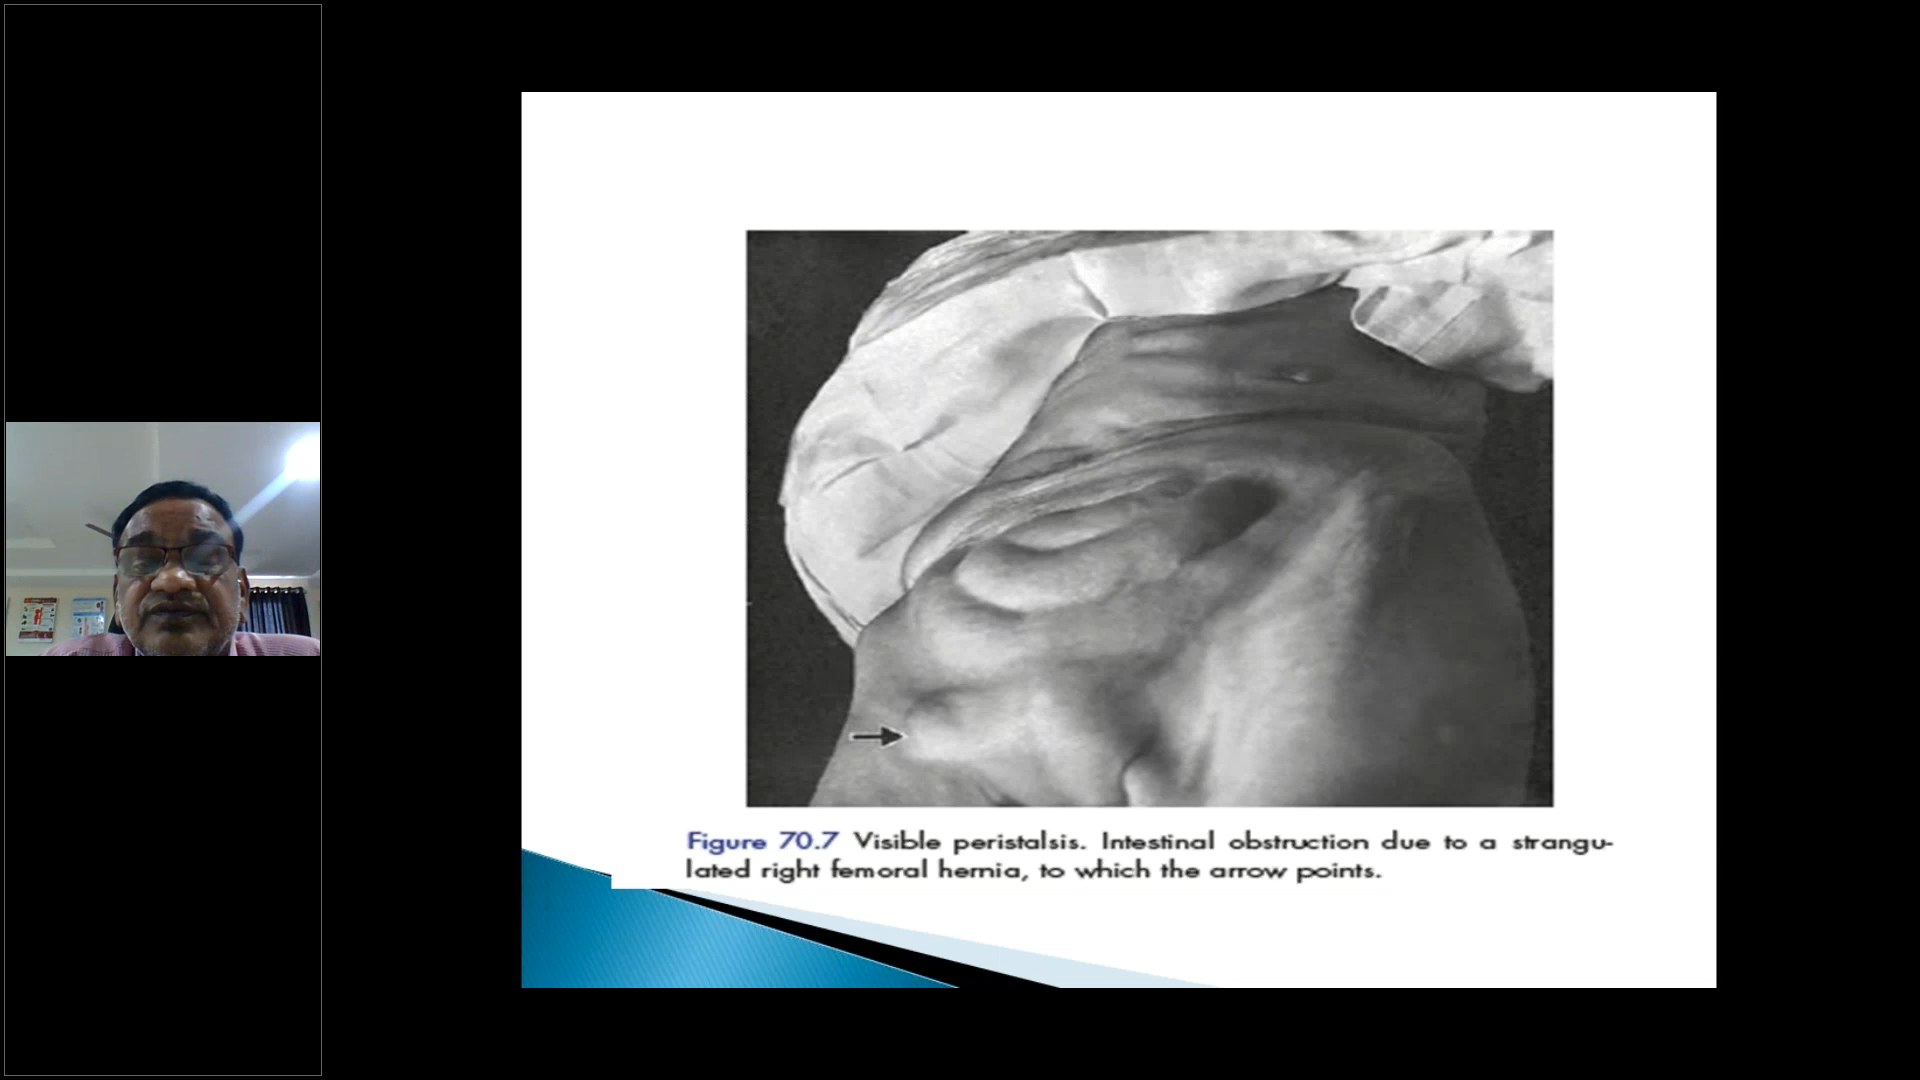 Figure 70.7 Visible peristalsis. Intestinal obstruction due to a strangu-
lated right femoral hernia, to which the arrow points.